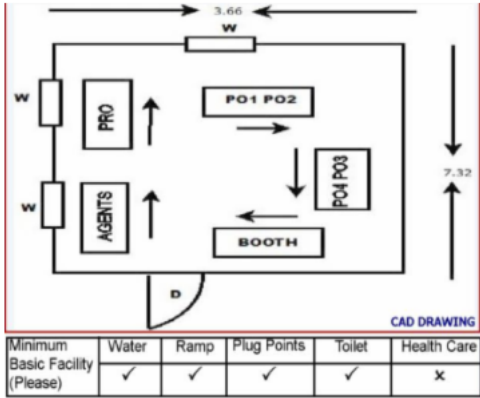 3.66
W
W
PRO
PO1 PO2
7.32
PO4 PO3
W
AGENTS
BOOTH
D
CAD DRAWING
Minimum Basic Facility (Please) Water Ramp Plug Points Toilet Health Care
✓ ✓ ✓ ✓ x